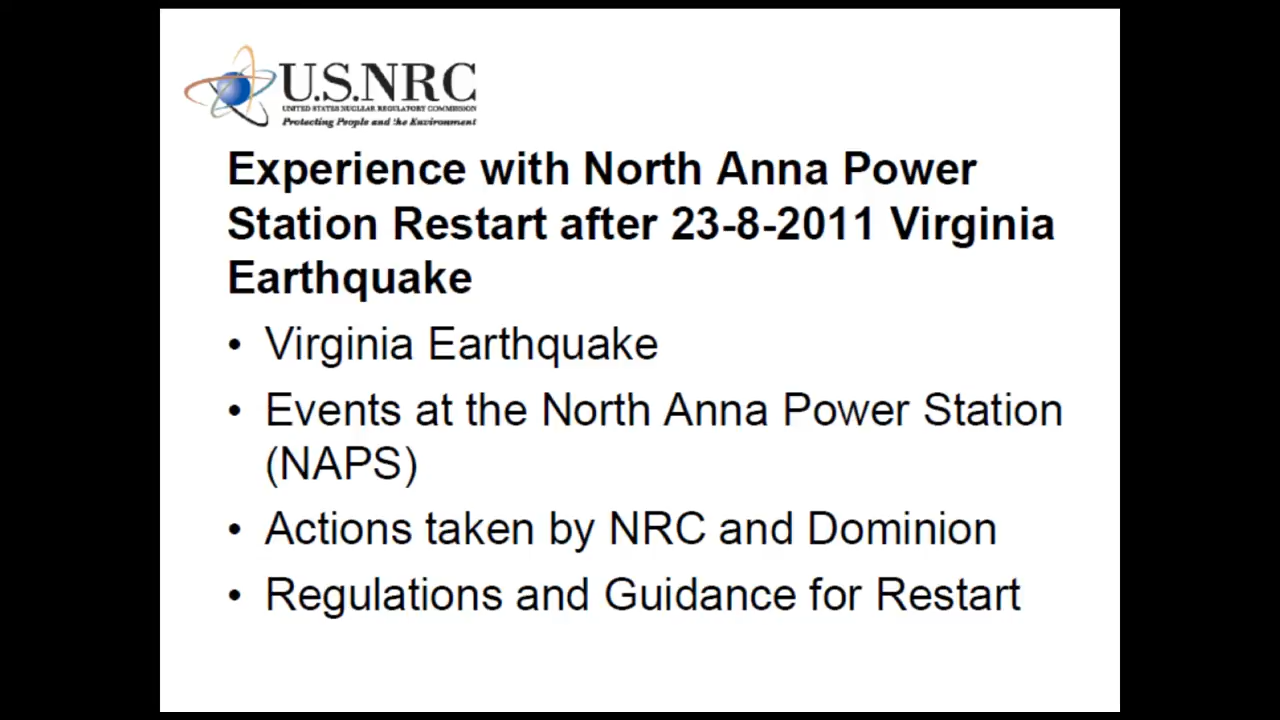 U.S.NRC
UNITED STATES NUCLEAR REGULATORY COMMISSION
Protecting People and the Environment
Experience with North Anna Power
Station Restart after 23-8-2011 Virginia
Earthquake
• Virginia Earthquake
• Events at the North Anna Power Station
(NAPS)
• Actions taken by NRC and Dominion
• Regulations and Guidance for Restart